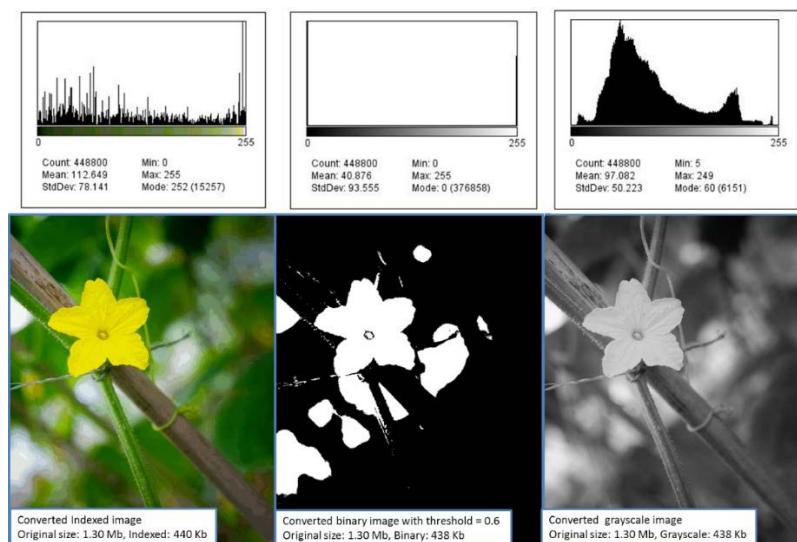 0
255
Count: 448800 Min: 0
Mean: 112.649 Max: 255
StdDev: 78.141 Mode: 252 (15257)
0
255
Count: 448800 Min: 0
Mean: 40.876 Max: 255
StdDev: 93.555 Mode: 0 (376858)
0
255
Count: 448800 Min: 5
Mean: 97.082 Max: 249
StdDev: 50.223 Mode: 60 (6151)
Converted Indexed image
Original size: 1.30 Mb, Indexed: 440 Kb
Converted binary image with threshold = 0.6
Original size: 1.30 Mb, Binary: 438 Kb
Converted grayscale image
Original size: 1.30 Mb, Grayscale: 438 Kb